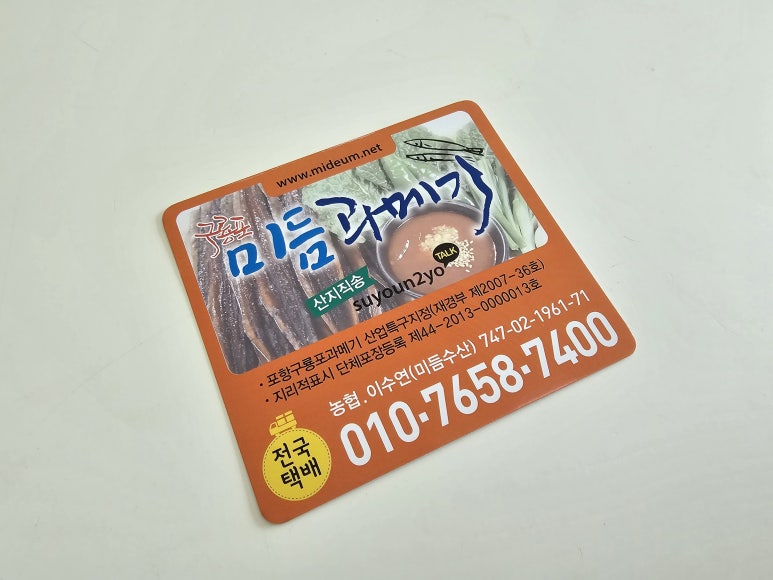 www.mideum.net
구룡포
미듬과메기
산지직송
suyoun2yo TALK
· 포항구룡포과메기 산업특구지정(재경부 제2007-36호)
· 지리적표시 단체포장등록 제44-2013-0000013호
농협 . 이수연(미듬수산) 747-02-1961-71
010·7658·7400
전국
택배